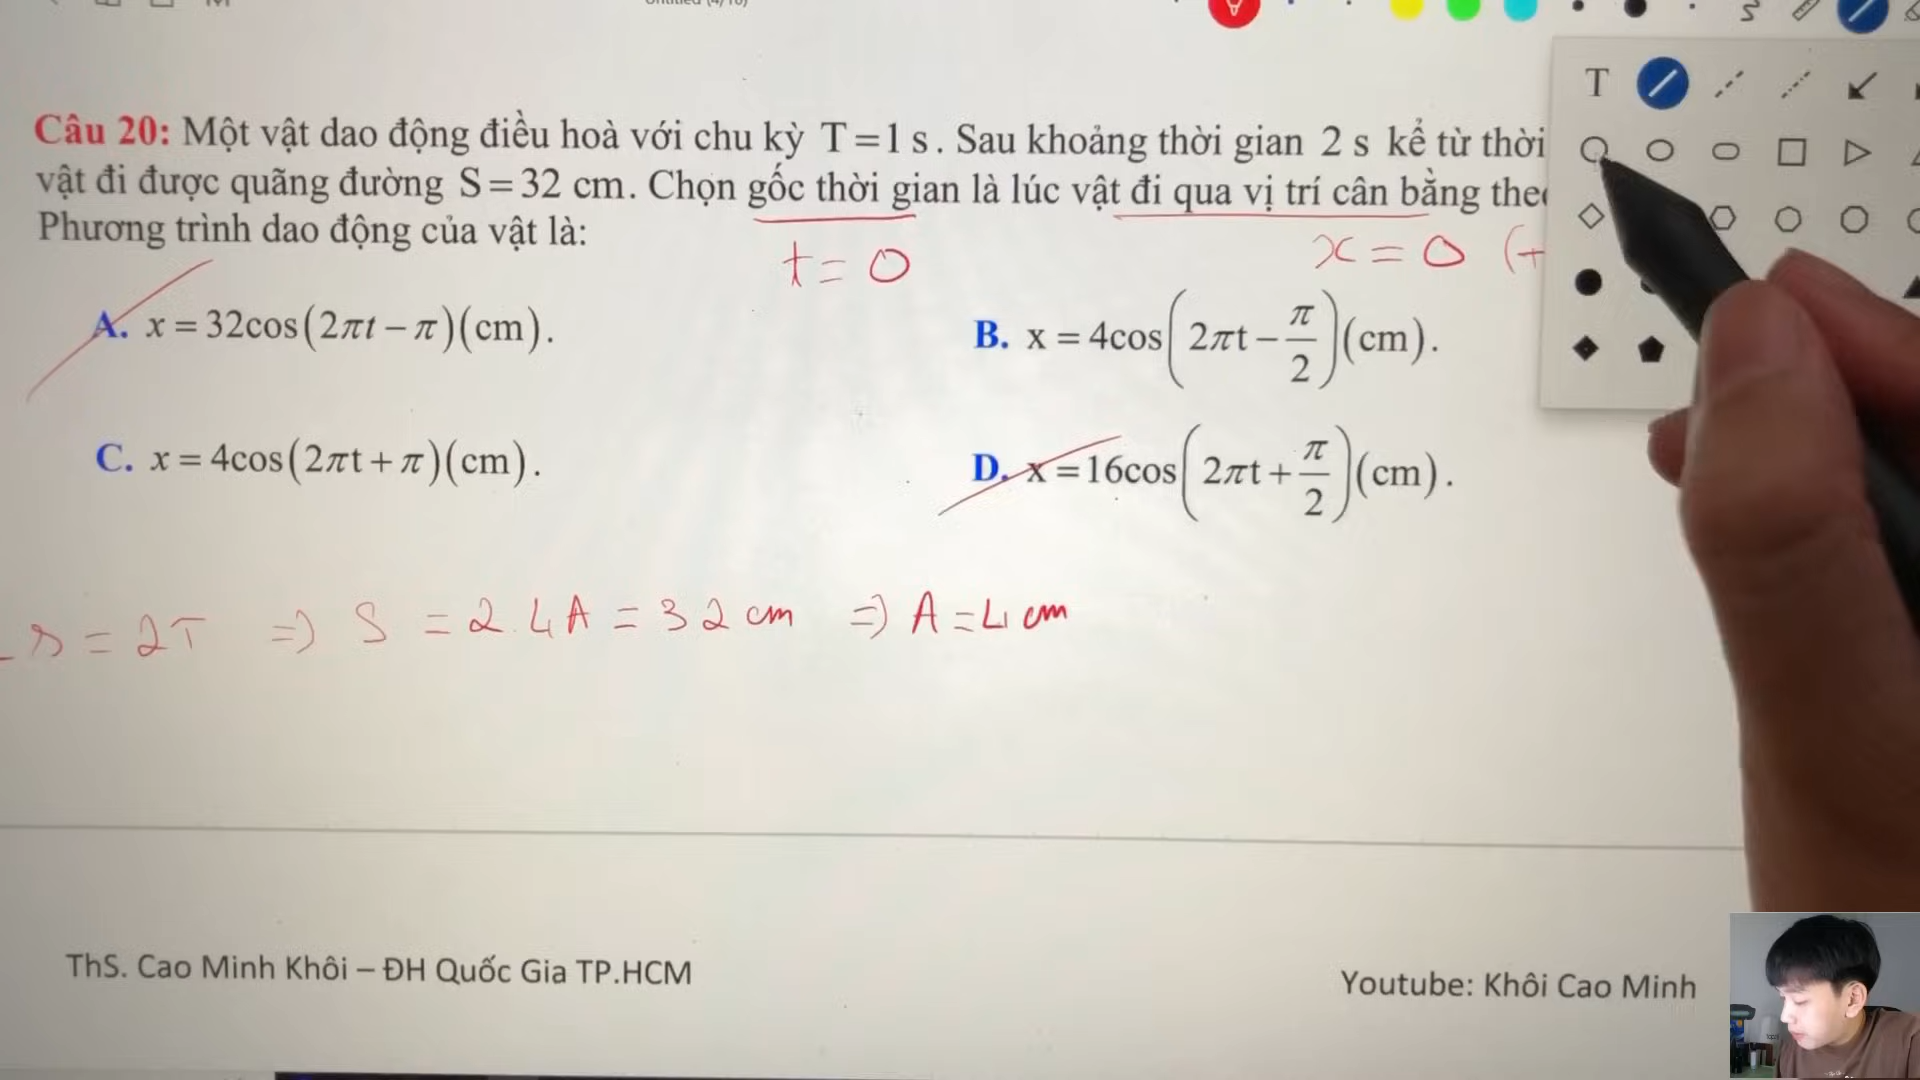 Câu 20: Một vật dao động điều hoà với chu kỳ T = 1 s. Sau khoảng thời gian 2 s kể từ thời
vật đi được quãng đường S = 32 cm. Chọn gốc thời gian là lúc vật đi qua vị trí cân bằng
Phương trình dao động của vật là:
t = 0
x = 0 (+
A. x = 32cos(2πt − π)(cm).
B. x = 4cos(2πt − π/2)(cm).
C. x = 4cos(2πt + π)(cm).
D. x = 16cos(2πt + π/2)(cm).
s = 2T => S = 2.4A = 32 cm => A = 4 cm
ThS. Cao Minh Khôi – ĐH Quốc Gia TP.HCM
Youtube: Khôi Cao Minh
T